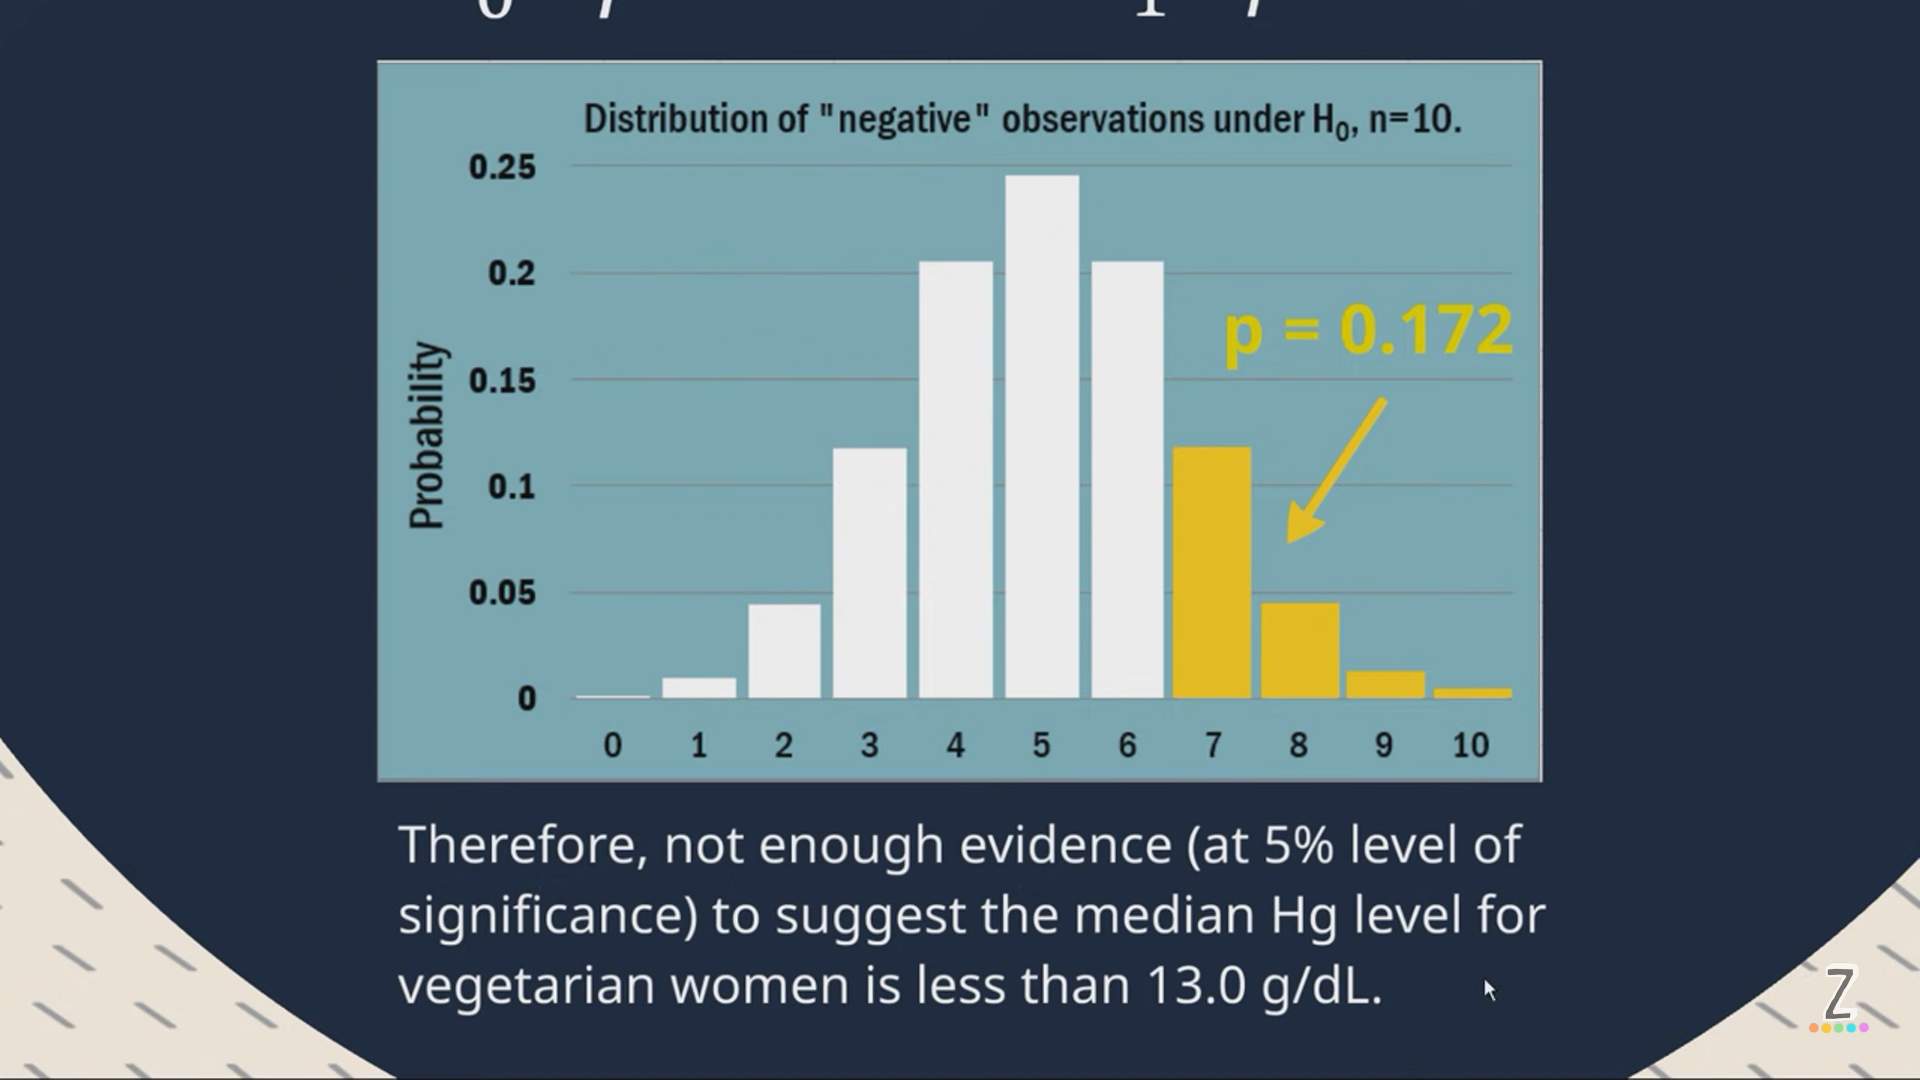 Distribution of "negative" observations under H₀, n=10.
0.25
0.2
p = 0.172
0.15
Probability
0.1
0.05
0
0 1 2 3 4 5 6 7 8 9 10
Therefore, not enough evidence (at 5% level of
significance) to suggest the median Hg level for
vegetarian women is less than 13.0 g/dL.
Z